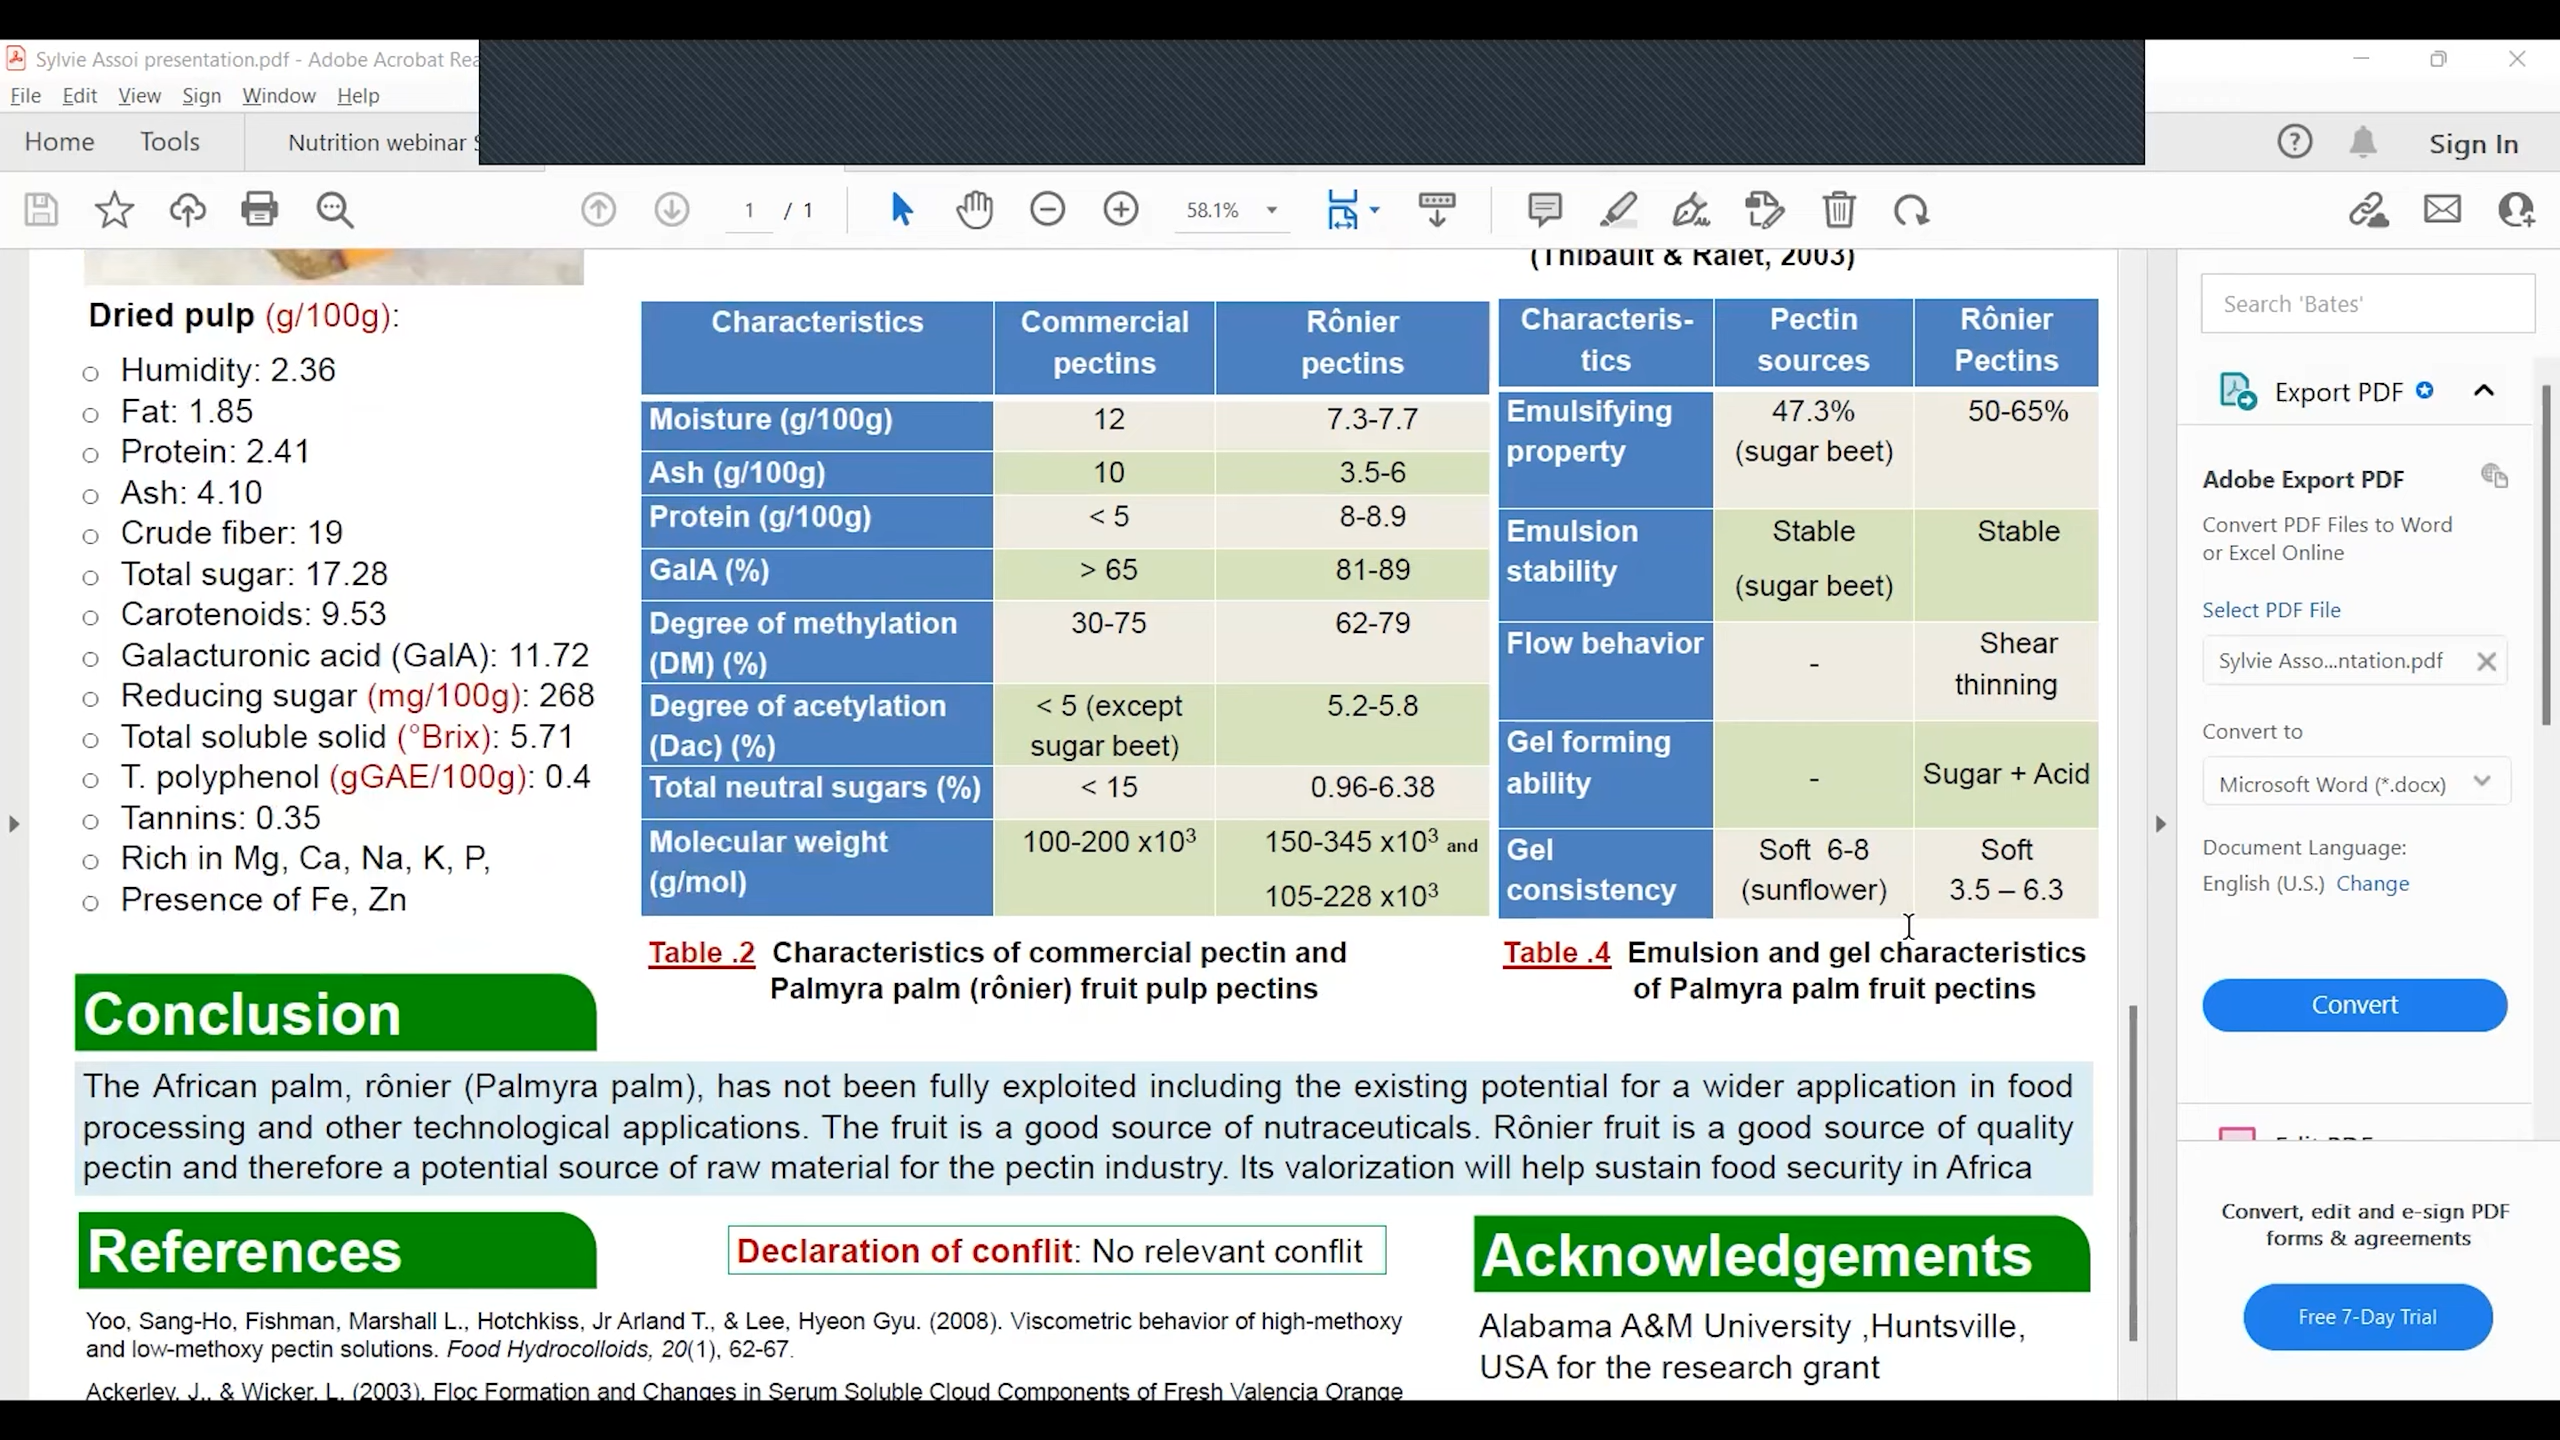 Sylvie Assoi presentation.pdf - Adobe Acrobat Rea
File Edit View Sign Window Help
Home Tools Nutrition webinar
Sign In
1 / 1
58.1%
(Thibault & Ralet, 2003)
Dried pulp (g/100g):
o Humidity: 2.36
o Fat: 1.85
o Protein: 2.41
o Ash: 4.10
o Crude fiber: 19
o Total sugar: 17.28
o Carotenoids: 9.53
o Galacturonic acid (GalA): 11.72
o Reducing sugar (mg/100g): 268
o Total soluble solid (°Brix): 5.71
o T. polyphenol (gGAE/100g): 0.4
o Tannins: 0.35
o Rich in Mg, Ca, Na, K, P,
o Presence of Fe, Zn
Characteristics Commercial pectins Rônier pectins
Moisture (g/100g) 12 7.3-7.7
Ash (g/100g) 10 3.5-6
Protein (g/100g) < 5 8-8.9
GalA (%) > 65 81-89
Degree of methylation (DM) (%) 30-75 62-79
Degree of acetylation (Dac) (%) < 5 (except sugar beet) 5.2-5.8
Total neutral sugars (%) < 15 0.96-6.38
Molecular weight (g/mol) 100-200 x10³ 150-345 x10³ and 105-228 x10³
Table .2 Characteristics of commercial pectin and
Palmyra palm (rônier) fruit pulp pectins
Characteris-tics Pectin sources Rônier Pectins
Emulsifying property 47.3% (sugar beet) 50-65%
Emulsion stability Stable (sugar beet) Stable
Flow behavior - Shear thinning
Gel forming ability - Sugar + Acid
Gel consistency Soft 6-8 (sunflower) Soft 3.5 – 6.3
Table .4 Emulsion and gel characteristics
of Palmyra palm fruit pectins
Conclusion
The African palm, rônier (Palmyra palm), has not been fully exploited including the existing potential for a wider application in food
processing and other technological applications. The fruit is a good source of nutraceuticals. Rônier fruit is a good source of quality
pectin and therefore a potential source of raw material for the pectin industry. Its valorization will help sustain food security in Africa
References
Declaration of conflit: No relevant conflit
Acknowledgements
Yoo, Sang-Ho, Fishman, Marshall L., Hotchkiss, Jr Arland T., & Lee, Hyeon Gyu. (2008). Viscometric behavior of high-methoxy
and low-methoxy pectin solutions. Food Hydrocolloids, 20(1), 62-67.
Ackerley, J., & Wicker, L. (2003). Floc Formation and Changes in Serum Soluble Cloud Components of Fresh Valencia Orange
Alabama A&M University ,Huntsville,
USA for the research grant
Search 'Bates'
Export PDF
Adobe Export PDF
Convert PDF Files to Word
or Excel Online
Select PDF File
Sylvie Asso...ntation.pdf
Convert to
Microsoft Word (*.docx)
Document Language:
English (U.S.) Change
Convert
Convert, edit and e-sign PDF
forms & agreements
Free 7-Day Trial